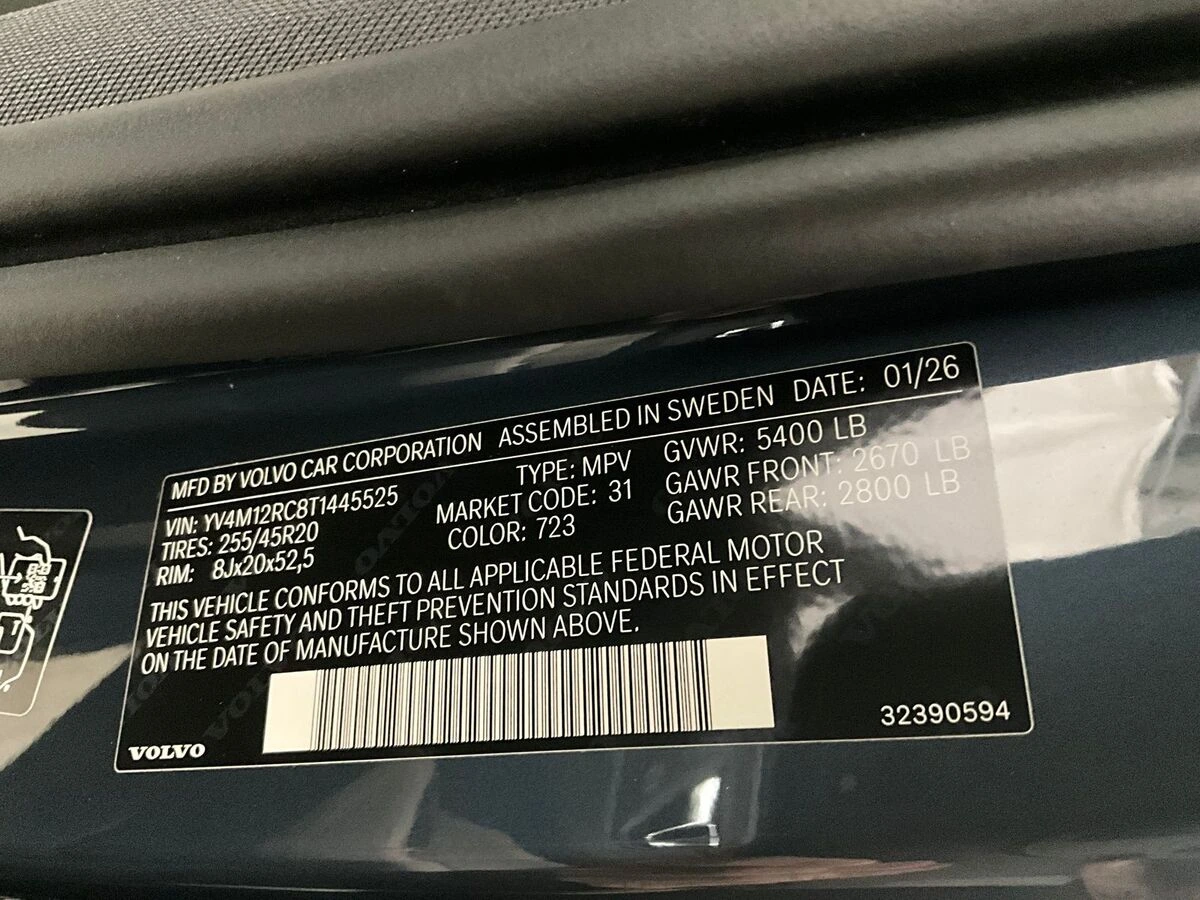 MFD BY VOLVO CAR CORPORATION ASSEMBLED IN SWEDEN DATE: 01/26
VIN: YV4M12RC8T1445525 TYPE: MPV GVWR: 5400 LB
TIRES: 255/45R20 MARKET CODE: 31 GAWR FRONT: 2670 LB
RIM: 8Jx20x52,5 COLOR: 723 GAWR REAR: 2800 LB
THIS VEHICLE CONFORMS TO ALL APPLICABLE FEDERAL MOTOR
VEHICLE SAFETY AND THEFT PREVENTION STANDARDS IN EFFECT
ON THE DATE OF MANUFACTURE SHOWN ABOVE.
VOLVO 32390594